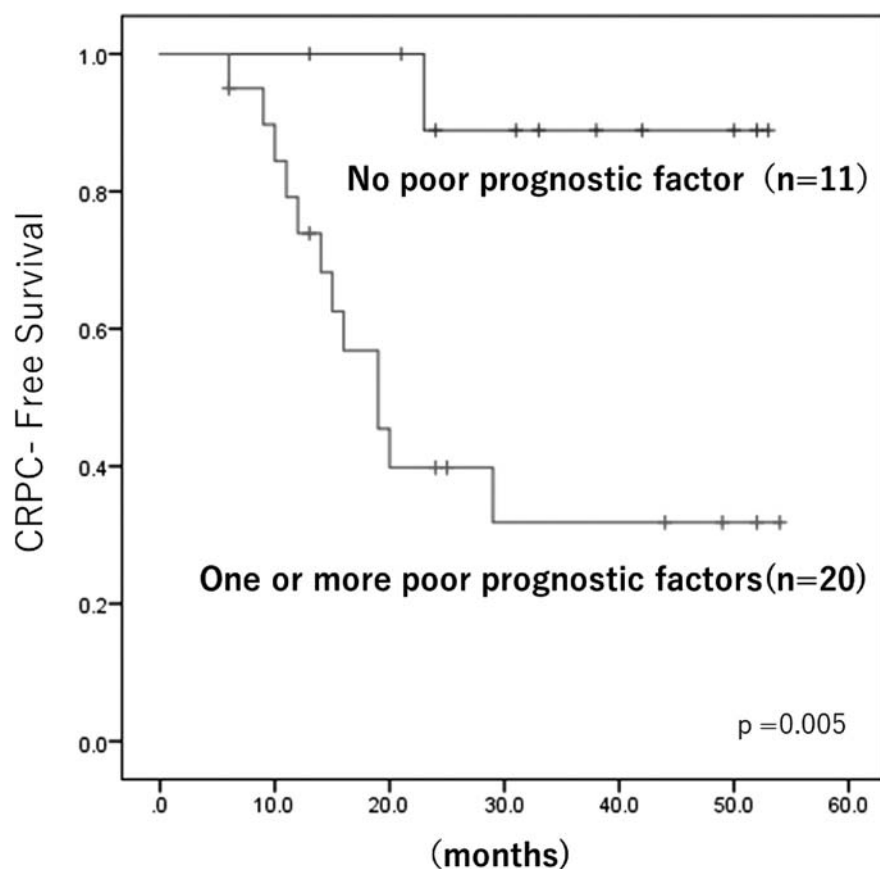 CRPC- Free Survival
1.0
0.8
0.6
0.4
0.2
0.0
No poor prognostic factor (n=11)
One or more poor prognostic factors(n=20)
p =0.005
.0 10.0 20.0 30.0 40.0 50.0 60.0
(months)